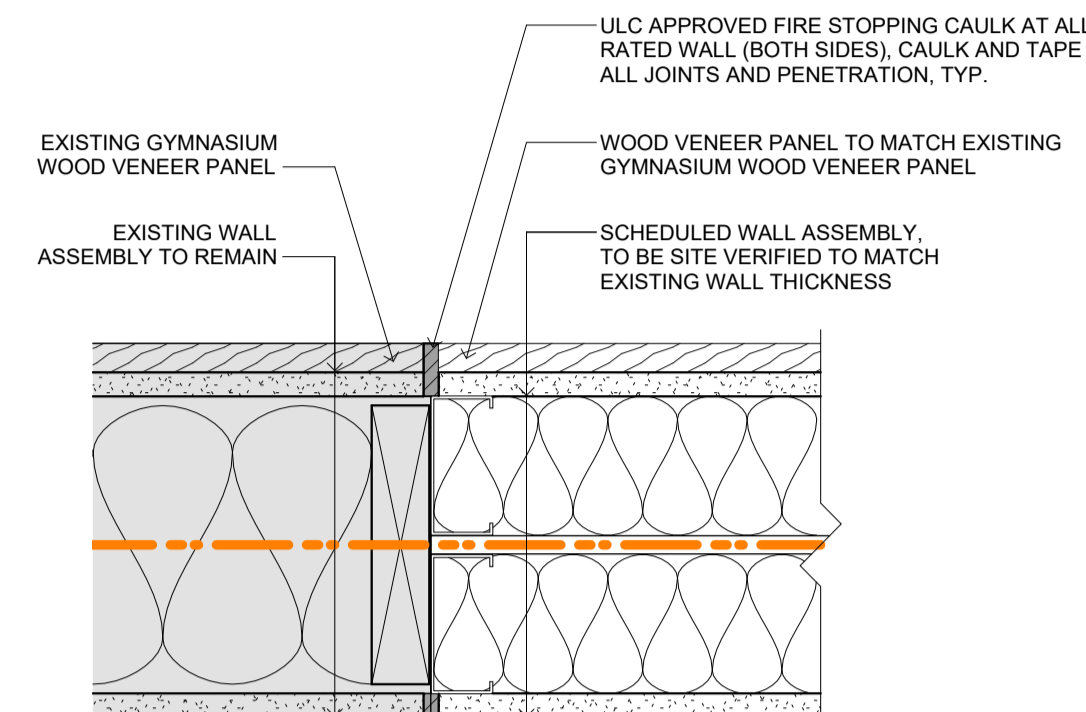 ULC APPROVED FIRE STOPPING CAULK AT ALL
RATED WALL (BOTH SIDES), CAULK AND TAPE
ALL JOINTS AND PENETRATION, TYP.
EXISTING GYMNASIUM
WOOD VENEER PANEL
WOOD VENEER PANEL TO MATCH EXISTING
GYMNASIUM WOOD VENEER PANEL
EXISTING WALL
ASSEMBLY TO REMAIN
SCHEDULED WALL ASSEMBLY,
TO BE SITE VERIFIED TO MATCH
EXISTING WALL THICKNESS